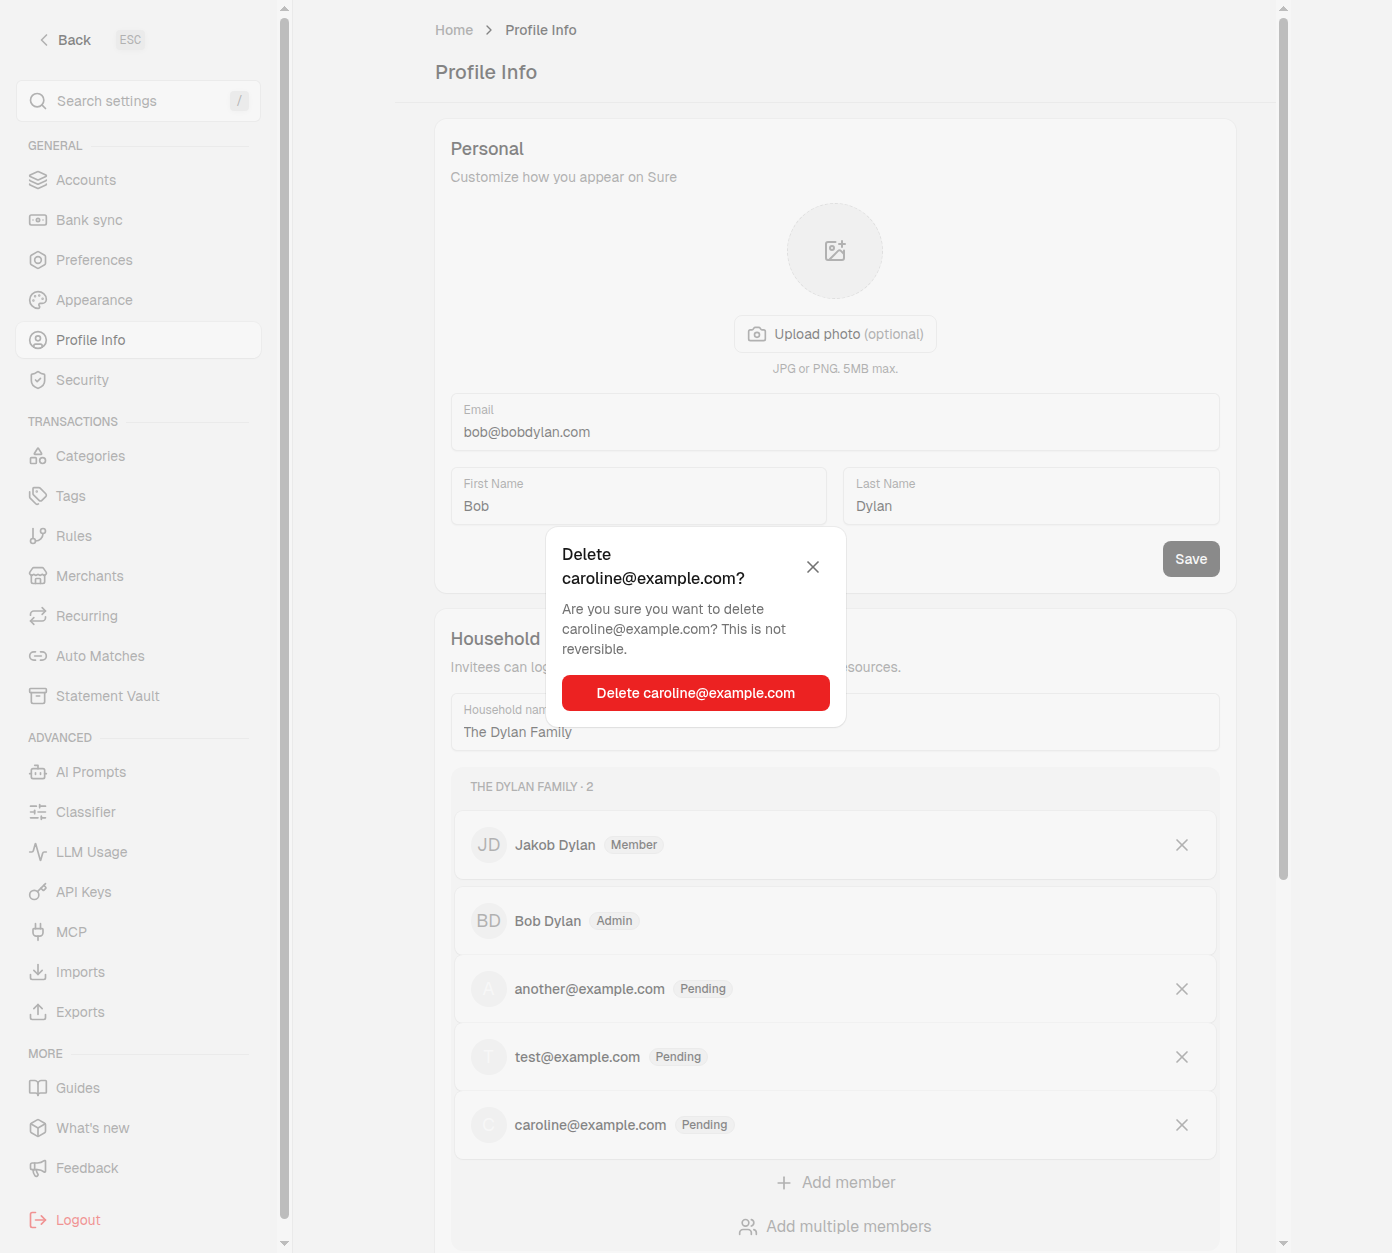 Back
ESC
Search settings
/
GENERAL
Accounts
Bank sync
Preferences
Appearance
Profile Info
Security
TRANSACTIONS
Categories
Tags
Rules
Merchants
Recurring
Auto Matches
Statement Vault
ADVANCED
AI Prompts
Classifier
LLM Usage
API Keys
MCP
Imports
Exports
MORE
Guides
What's new
Feedback
Logout
Home
Profile Info
Profile Info
Personal
Customize how you appear on Sure
Upload photo (optional)
JPG or PNG. 5MB max.
Email
bob@bobdylan.com
First Name
Bob
Last Name
Dylan
Save
Delete
caroline@example.com?
Are you sure you want to delete
caroline@example.com? This is not
reversible.
Delete caroline@example.com
Household
Invitees can
Household
The Dylan Family
THE DYLAN FAMILY · 2
JD
Jakob Dylan
Member
BD
Bob Dylan
Admin
A
another@example.com
Pending
T
test@example.com
Pending
C
caroline@example.com
Pending
Add member
Add multiple members